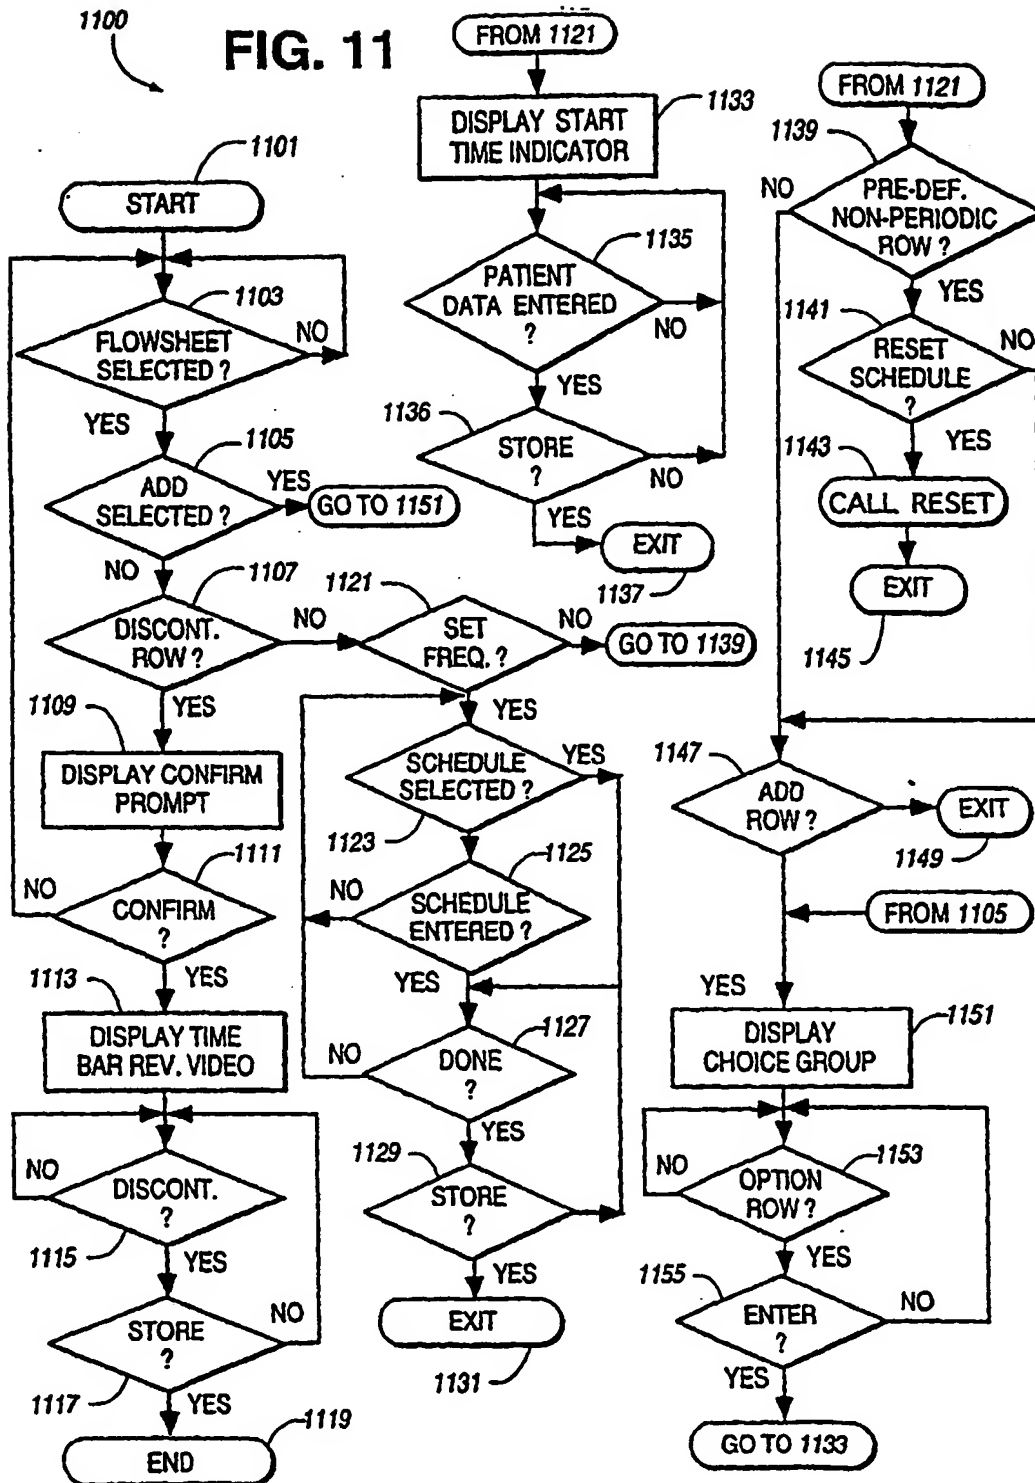 1100
FIG. 11
1101
START
1103
FLOWSHEET
SELECTED ?
NO
YES
1105
ADD
SELECTED ?
YES
GO TO 1151
NO
1107
DISCONT.
ROW ?
NO
YES
1109
DISPLAY CONFIRM
PROMPT
1111
NO
CONFIRM
?
YES
1113
DISPLAY TIME
BAR REV. VIDEO
NO
DISCONT.
?
1115
YES
STORE
?
NO
1117
YES
1119
END
FROM 1121
1133
DISPLAY START
TIME INDICATOR
1135
PATIENT
DATA ENTERED
?
NO
YES
1136
STORE
?
NO
YES
EXIT
1137
1121
SET
FREQ. ?
NO
GO TO 1139
YES
SCHEDULE
SELECTED ?
YES
1123
1125
NO
SCHEDULE
ENTERED ?
YES
1127
NO
DONE
?
YES
1129
STORE
?
YES
EXIT
1131
FROM 1121
1139
NO
PRE-DEF.
NON-PERIODIC
ROW ?
YES
1141
NO
RESET
SCHEDULE
?
YES
1143
CALL RESET
EXIT
1145
1147
ADD
ROW ?
EXIT
1149
FROM 1105
YES
1151
DISPLAY
CHOICE GROUP
1153
NO
OPTION
ROW ?
YES
1155
ENTER
?
NO
YES
GO TO 1133